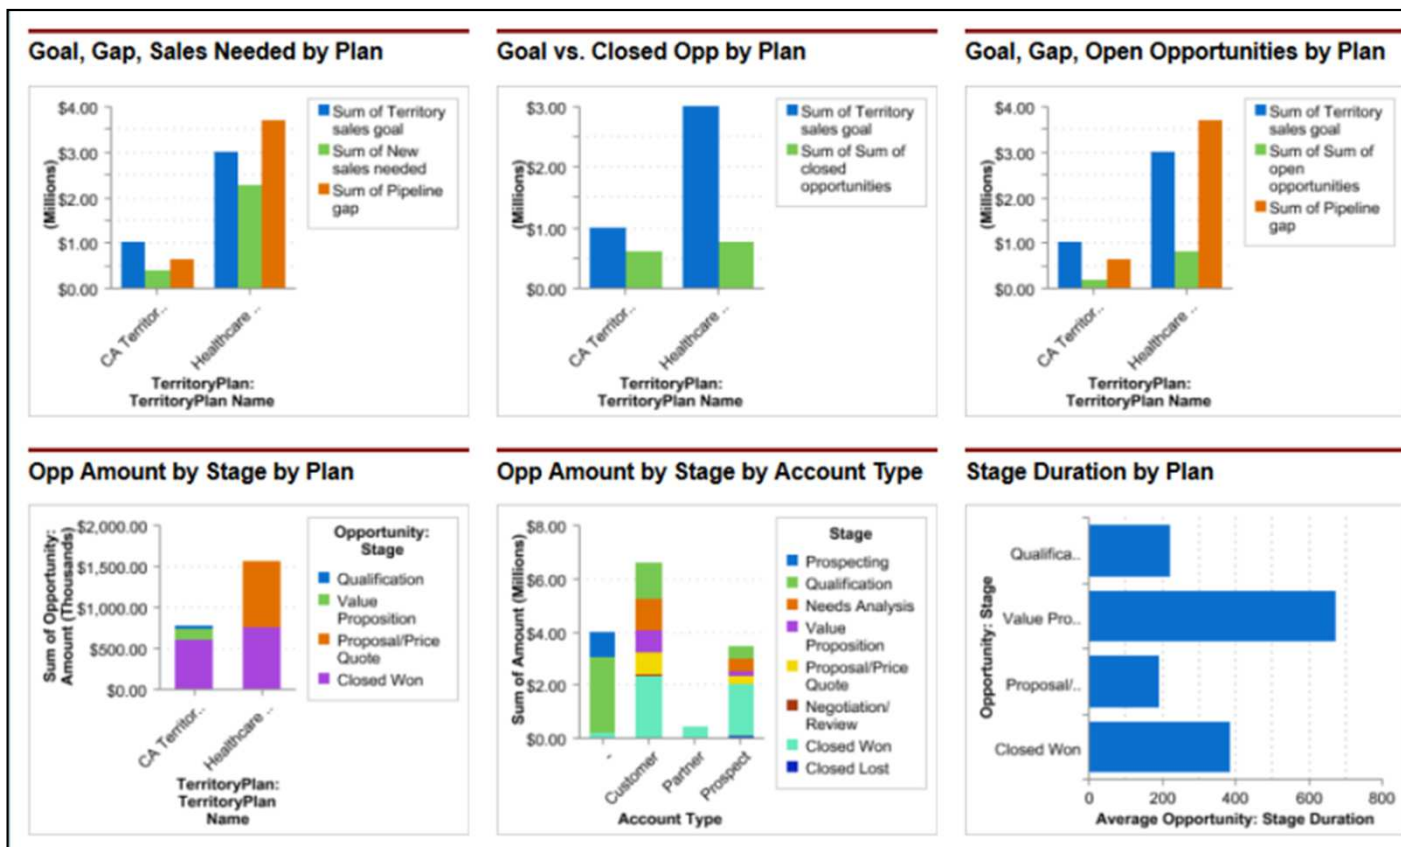 Goal, Gap, Sales Needed by Plan
$4.00
$3.00
$2.00
$1.00
$0.00
(Millions)
CA Territor..
Healthcare ..
TerritoryPlan:
TerritoryPlan Name
Sum of Territory
sales goal
Sum of New
sales needed
Sum of Pipeline
gap
Goal vs. Closed Opp by Plan
$3.00
$2.00
$1.00
$0.00
(Millions)
CA Territor..
Healthcare ..
TerritoryPlan:
TerritoryPlan Name
Sum of Territory
sales goal
Sum of Sum of
closed
opportunities
Goal, Gap, Open Opportunities by Plan
$4.00
$3.00
$2.00
$1.00
$0.00
(Millions)
CA Territor..
Healthcare ..
TerritoryPlan:
TerritoryPlan Name
Sum of Territory
sales goal
Sum of Sum of
open
opportunities
Sum of Pipeline
gap
Opp Amount by Stage by Plan
Sum of Opportunity:
Amount (Thousands)
$2,000.00
$1,500.00
$1,000.00
$500.00
$0.00
CA Territor..
Healthcare ..
TerritoryPlan:
TerritoryPlan
Name
Opportunity:
Stage
Qualification
Value
Proposition
Proposal/Price
Quote
Closed Won
Opp Amount by Stage by Account Type
Sum of Amount (Millions)
$8.00
$6.00
$4.00
$2.00
$0.00
-
Customer
Partner
Prospect
Account Type
Stage
Prospecting
Qualification
Needs Analysis
Value
Proposition
Proposal/Price
Quote
Negotiation/
Review
Closed Won
Closed Lost
Stage Duration by Plan
Opportunity: Stage
Qualifica..
Value Pro..
Proposal/..
Closed Won
0 200 400 600 800
Average Opportunity: Stage Duration